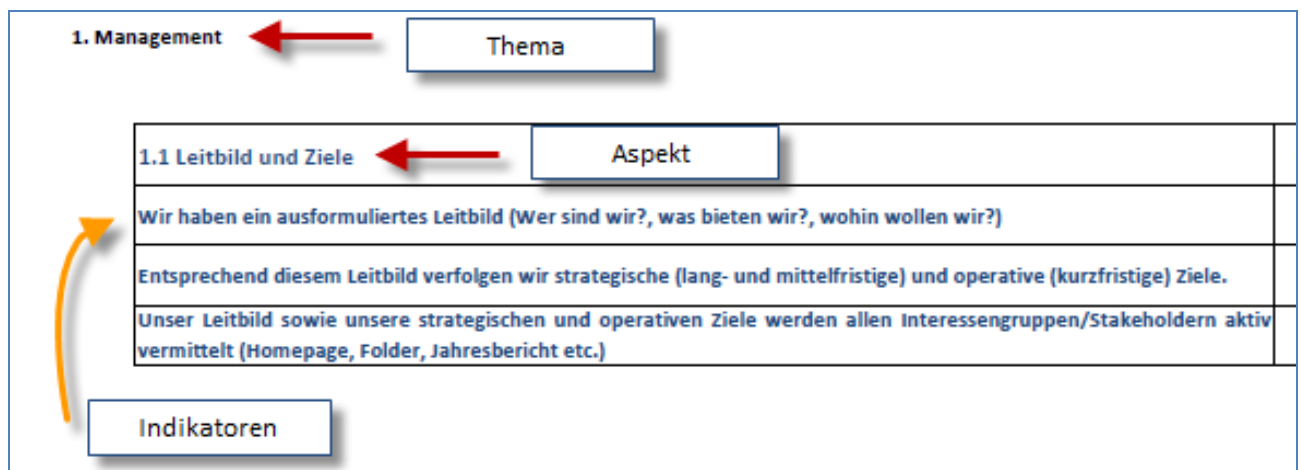 1. Management
Thema
1.1 Leitbild und Ziele
Aspekt
Wir haben ein ausformuliertes Leitbild (Wer sind wir?, was bieten wir?, wohin wollen wir?)
Entsprechend diesem Leitbild verfolgen wir strategische (lang- und mittelfristige) und operative (kurzfristige) Ziele.
Unser Leitbild sowie unsere strategischen und operativen Ziele werden allen Interessengruppen/Stakeholdern aktiv
vermittelt (Homepage, Folder, Jahresbericht etc.)
Indikatoren